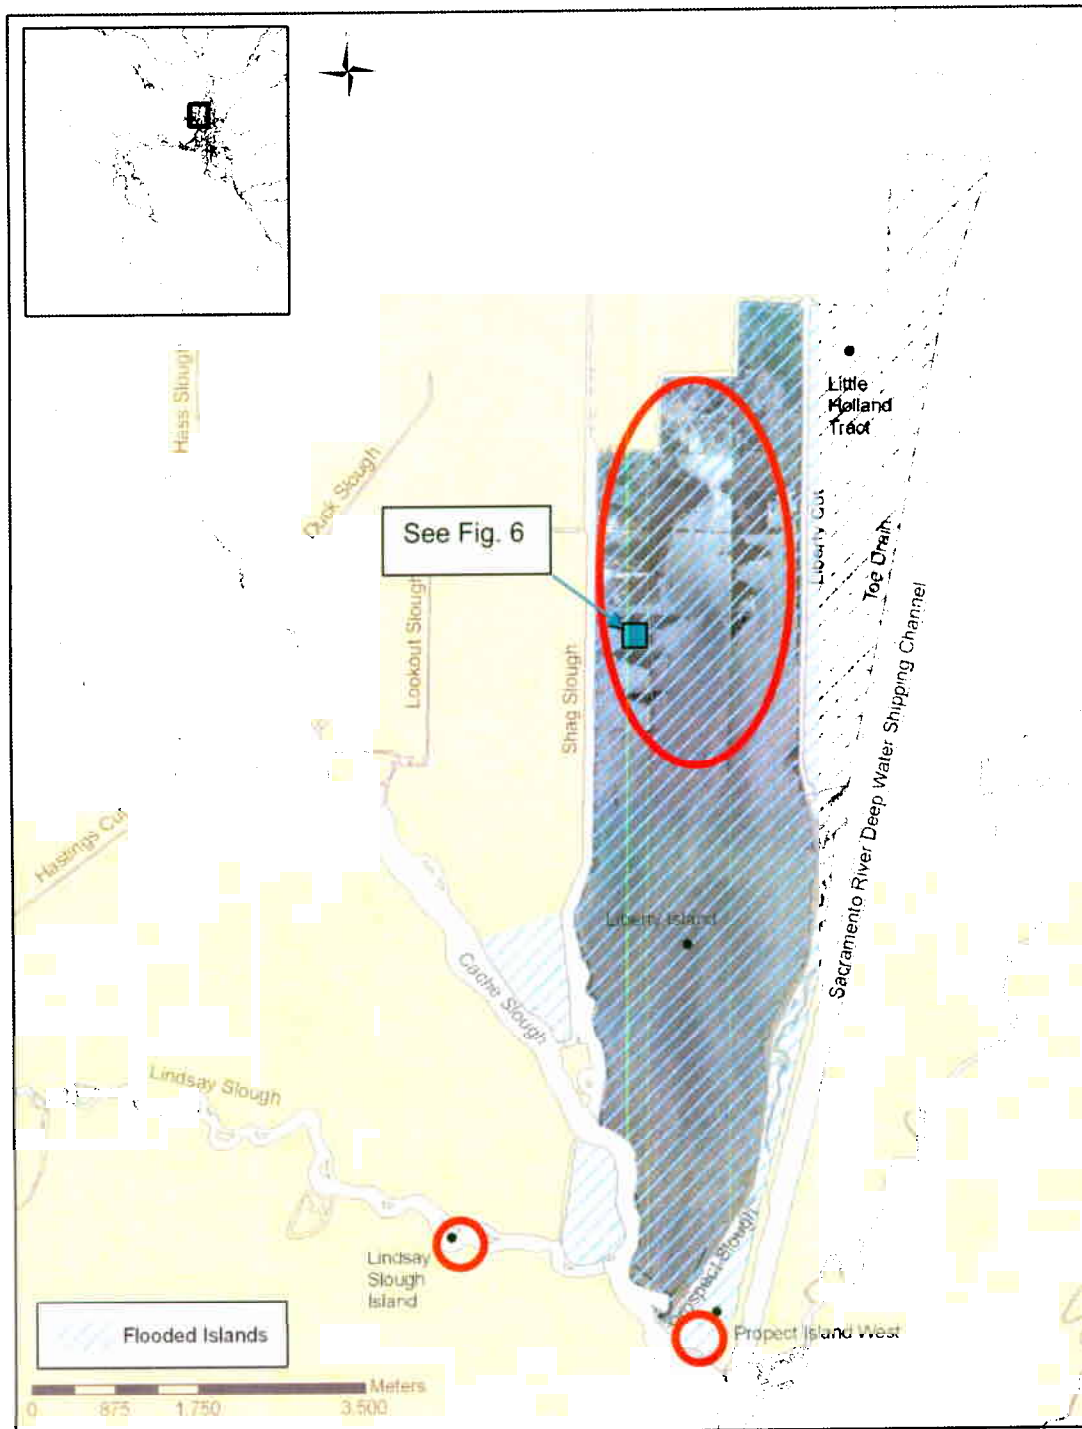 Little
Holland
Tract
Hass Slough
Duck Slough
See Fig. 6
Liberty Cut
Toe Drain
Lookout Slough
Shag Slough
Sacramento River Deep Water Shipping Channel
Hastings Cut
Liberty Island
Cache Slough
Lindsay Slough
Prospect Slough
Lindsay
Slough
Island
Propect Island West
Flooded Islands
Meters
0 875 1,750 3,500